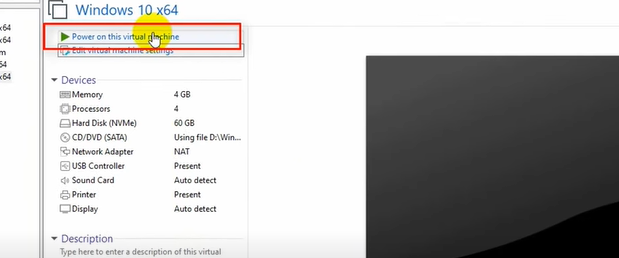 Windows 10 x64
x64
x64
m
64
x64
Power on this virtual machine
Edit virtual machine settings
Devices
Memory 4 GB
Processors 4
Hard Disk (NVMe) 60 GB
CD/DVD (SATA) Using file D:\Win...
Network Adapter NAT
USB Controller Present
Sound Card Auto detect
Printer Present
Display Auto detect
Description
Type here to enter a description of this virtual